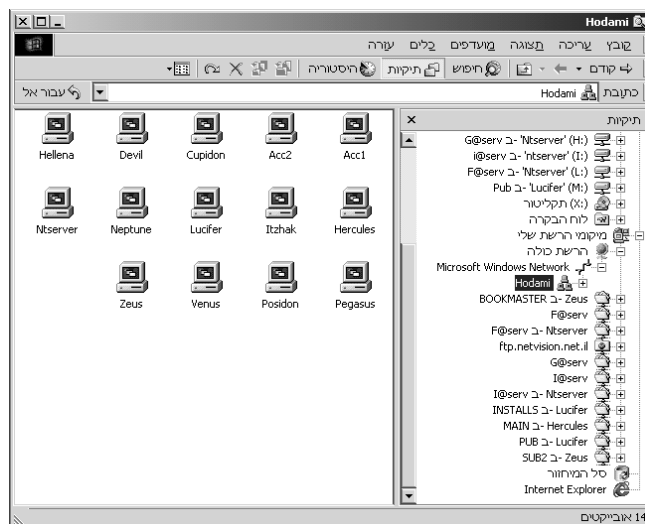 Hodami
קובץ עריכה תצוגה מועדפים כלים עזרה
קודם חיפוש תיקיות היסטוריה
כתובת Hodami עבור אל
תיקיות
G@serv ב- 'Ntserver' (H:)
i@serv ב- 'ntserver' (I:)
F@serv ב- 'Ntserver' (L:)
Pub ב- 'Lucifer' (M:)
תקליטור (X:)
לוח הבקרה
מיקומי הרשת שלי
הרשת כולה
Microsoft Windows Network
Hodami
BOOKMASTER ב- Zeus
F@serv
F@serv ב- Ntserver
ftp.netvision.net.il
G@serv
I@serv
I@serv ב- Ntserver
INSTALLS ב- Lucifer
MAIN ב- Hercules
PUB ב- Lucifer
SUB2 ב- Zeus
סל המיחזור
Internet Explorer
Acc1 Acc2 Cupidon Devil Hellena
Hercules Itzhak Lucifer Neptune Ntserver
Pegasus Posidon Venus Zeus
14 אובייקטים